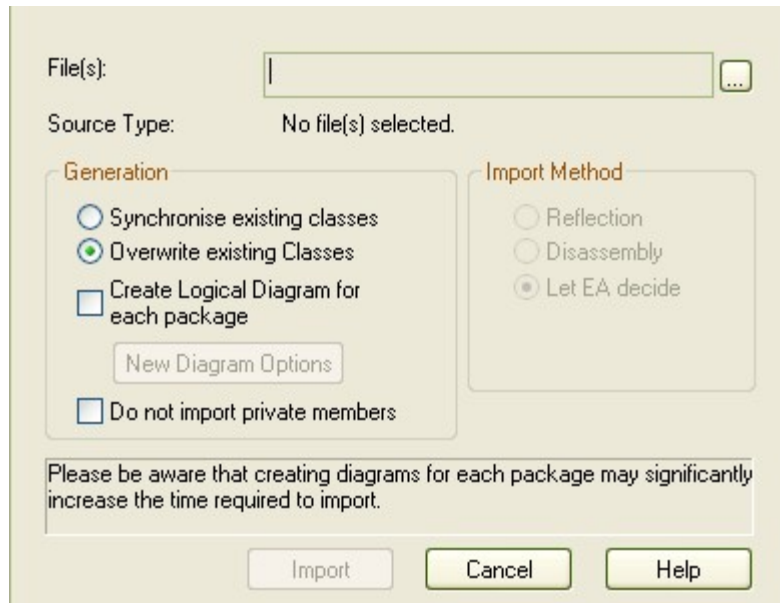 File(s):
...
Source Type: No file(s) selected.
Generation
Synchronise existing classes
Overwrite existing Classes
Create Logical Diagram for
each package
New Diagram Options
Do not import private members
Import Method
Reflection
Disassembly
Let EA decide
Please be aware that creating diagrams for each package may significantly
increase the time required to import.
Import Cancel Help